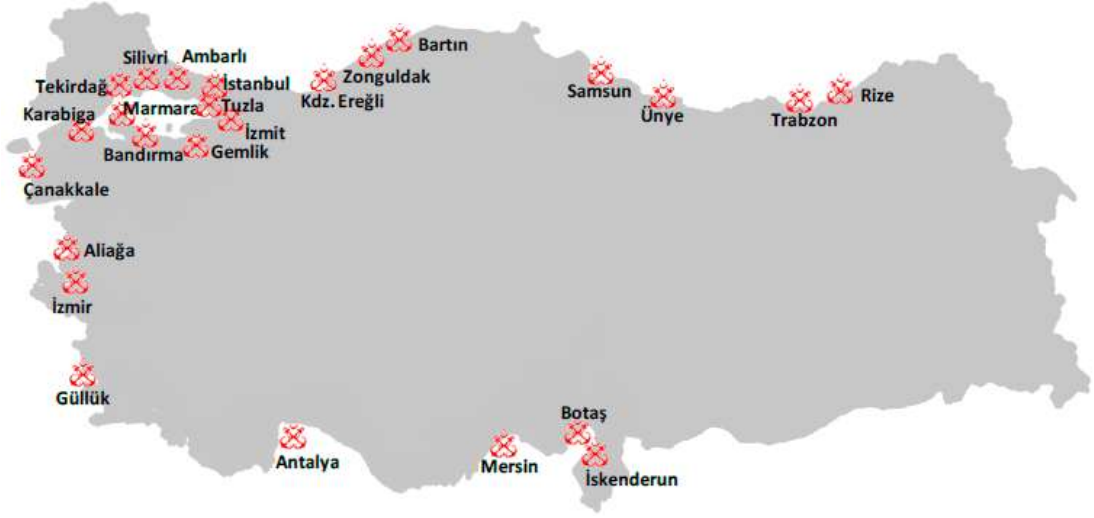 Bartın
Silivri
Ambarlı
Zonguldak
Tekirdağ
İstanbul
Kdz. Ereğli
Samsun
Rize
Karabiga
Marmara
Tuzla
Ünye
Trabzon
İzmit
Bandırma
Gemlik
Çanakkale
Aliağa
İzmir
Güllük
Botaş
Antalya
Mersin
İskenderun